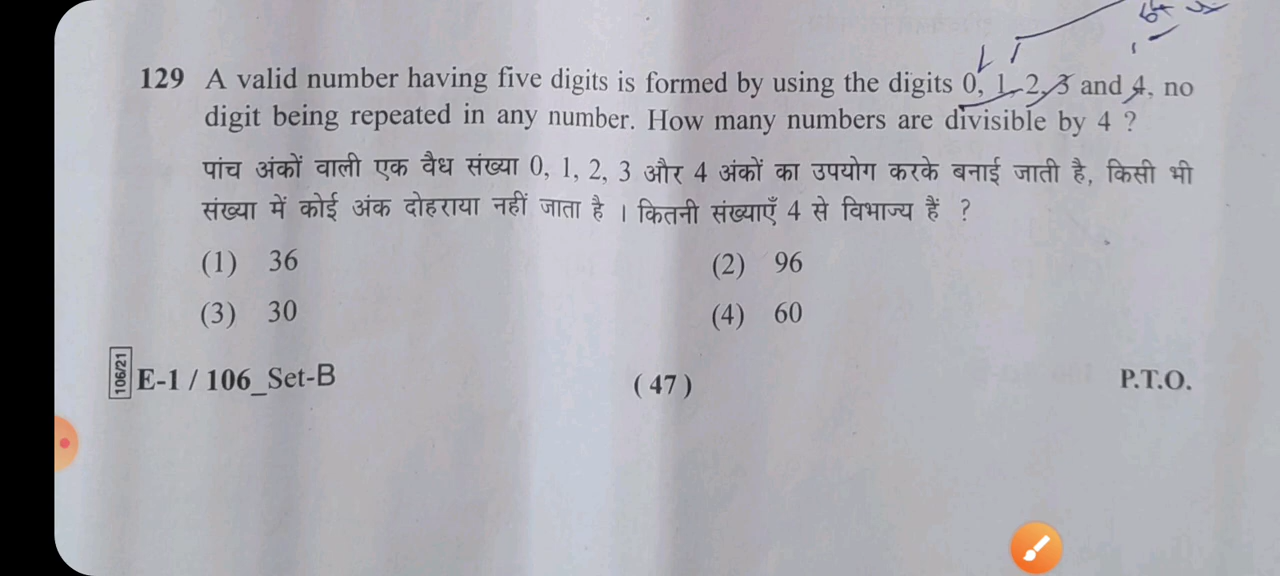 64
129 A valid number having five digits is formed by using the digits 0, 1, 2, 3 and 4, no
digit being repeated in any number. How many numbers are divisible by 4 ?
पांच अंकों वाली एक वैध संख्या 0, 1, 2, 3 और 4 अंकों का उपयोग करके बनाई जाती है, किसी भी
संख्या में कोई अंक दोहराया नहीं जाता है । कितनी संख्याएँ 4 से विभाज्य हैं ?
(1) 36 (2) 96
(3) 30 (4) 60
106/21 E-1 / 106_Set-B (47) P.T.O.